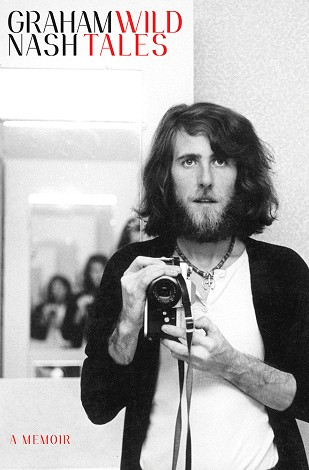 GRAHAM WILD
NASH TALES
A MEMOIR